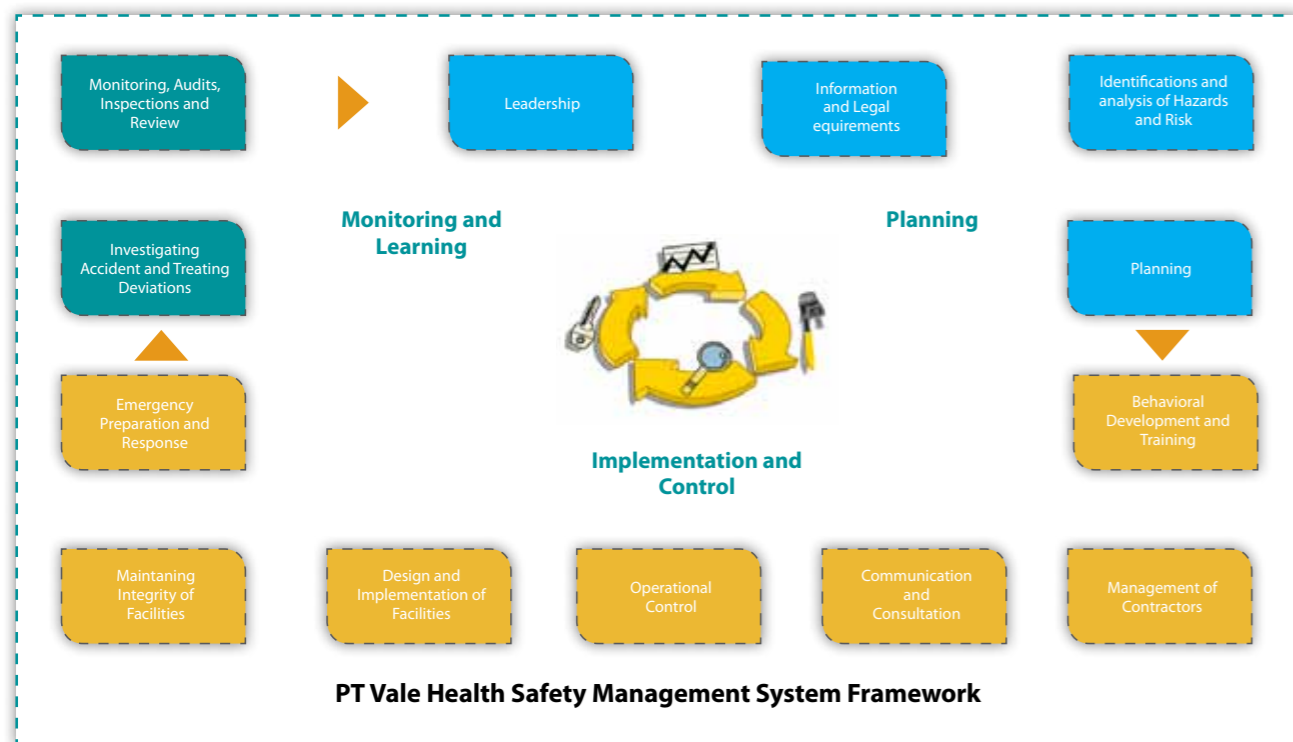 Monitoring, Audits,
Inspections and
Review
Leadership
Information
and Legal
equirements
Identifications and
analysis of Hazards
and Risk
Monitoring and
Learning
Planning
Investigating
Accident and Treating
Deviations
Planning
Emergency
Preparation and
Response
Behavioral
Development and
Training
Implementation and
Control
Maintaning
Integrity of
Facilities
Design and
Implementation of
Facilities
Operational
Control
Communication
and
Consultation
Management of
Contractors
PT Vale Health Safety Management System Framework